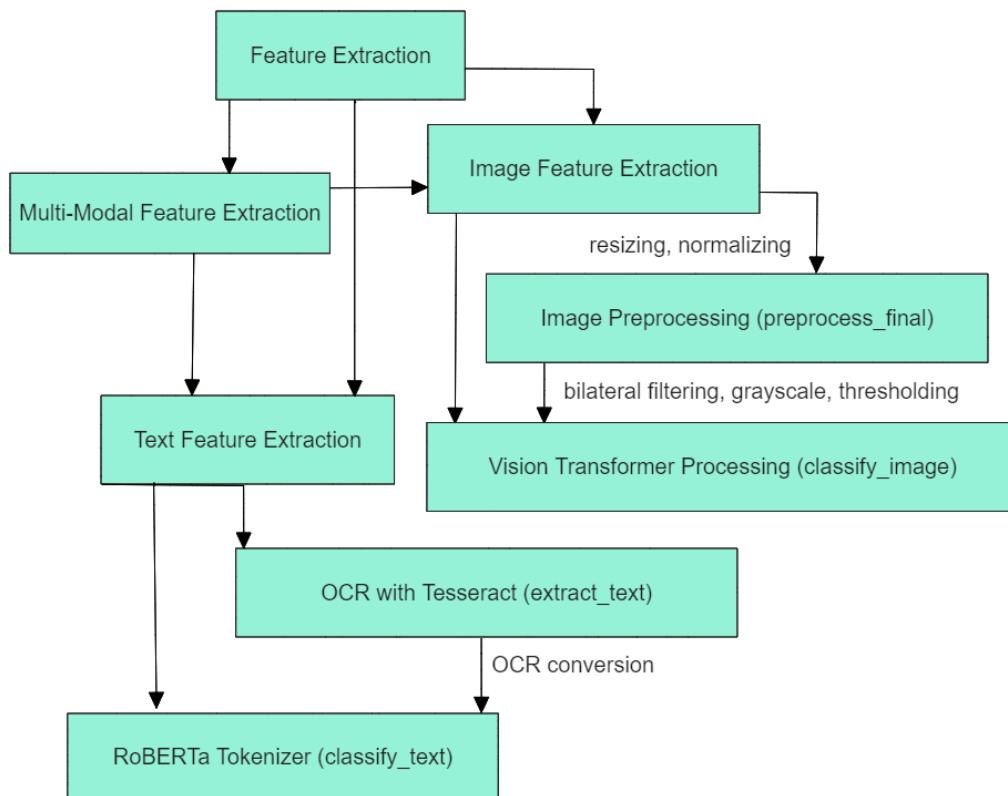 Feature Extraction
Image Feature Extraction
Multi-Modal Feature Extraction
resizing, normalizing
Image Preprocessing (preprocess_final)
bilateral filtering, grayscale, thresholding
Text Feature Extraction
Vision Transformer Processing (classify_image)
OCR with Tesseract (extract_text)
OCR conversion
RoBERTa Tokenizer (classify_text)